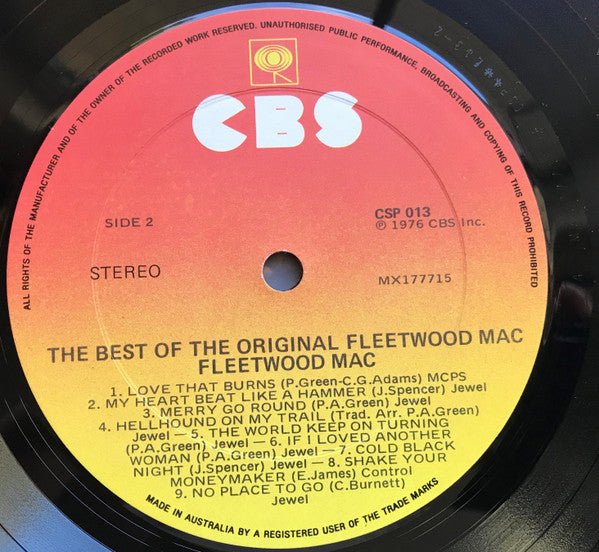 ALL RIGHTS OF THE MANUFACTURER AND OF THE OWNER OF THE RECORDED WORK RESERVED. UNAUTHORISED PUBLIC PERFORMANCE, BROADCASTING AND COPYING OF THIS RECORD PROHIBITED
CBS
SIDE 2
CSP 013
℗ 1976 CBS Inc.
STEREO
MX177715
THE BEST OF THE ORIGINAL FLEETWOOD MAC
FLEETWOOD MAC
1. LOVE THAT BURNS (P.Green-C.G.Adams) MCPS
2. MY HEART BEAT LIKE A HAMMER (J.Spencer) Jewel
3. MERRY GO ROUND (P.A.Green) Jewel
4. HELLHOUND ON MY TRAIL (Trad. Arr. P.A.Green)
Jewel — 5. THE WORLD KEEP ON TURNING
(P.A.Green) Jewel — 6. IF I LOVED ANOTHER
WOMAN (P.A.Green) Jewel — 7. COLD BLACK
NIGHT (J.Spencer) Jewel — 8. SHAKE YOUR
MONEYMAKER (E.James) Control
9. NO PLACE TO GO (C.Burnett)
Jewel
MADE IN AUSTRALIA BY A REGISTERED USER OF THE TRADE MARKS